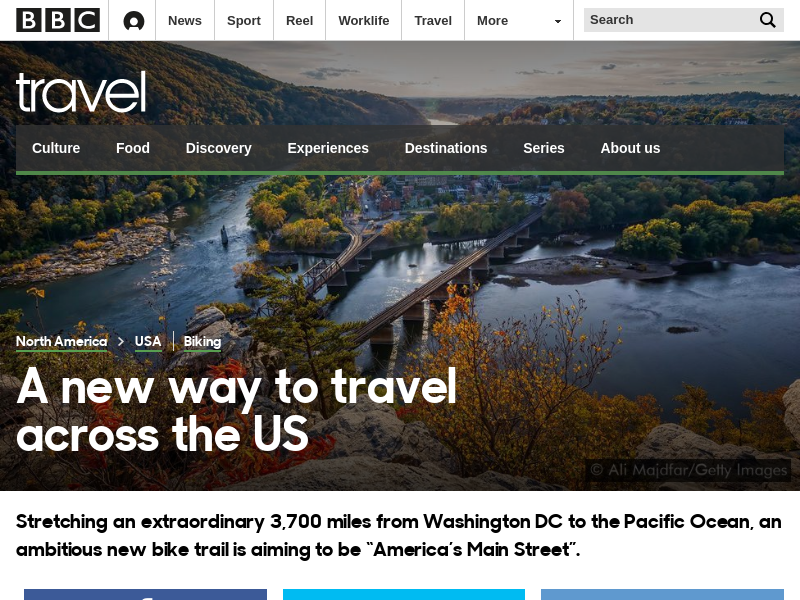 BBC News Sport Reel Worklife Travel More Search
travel
Culture Food Discovery Experiences Destinations Series About us
North America USA Biking
A new way to travel
across the US
© Ali Majdfar/Getty Images
Stretching an extraordinary 3,700 miles from Washington DC to the Pacific Ocean, an
ambitious new bike trail is aiming to be “America’s Main Street”.